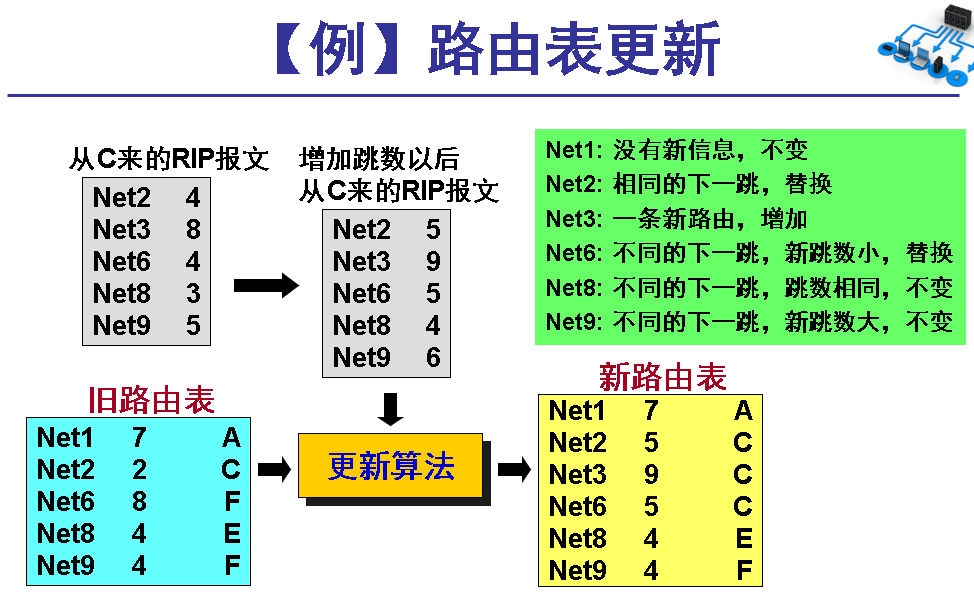 【例】路由表更新
从C来的RIP报文
Net2 4
Net3 8
Net6 4
Net8 3
Net9 5
增加跳数以后
从C来的RIP报文
Net2 5
Net3 9
Net6 5
Net8 4
Net9 6
Net1: 没有新信息，不变
Net2: 相同的下一跳，替换
Net3: 一条新路由，增加
Net6: 不同的下一跳，新跳数小，替换
Net8: 不同的下一跳，跳数相同，不变
Net9: 不同的下一跳，新跳数大，不变
旧路由表
Net1 7 A
Net2 2 C
Net6 8 F
Net8 4 E
Net9 4 F
更新算法
新路由表
Net1 7 A
Net2 5 C
Net3 9 C
Net6 5 C
Net8 4 E
Net9 4 F